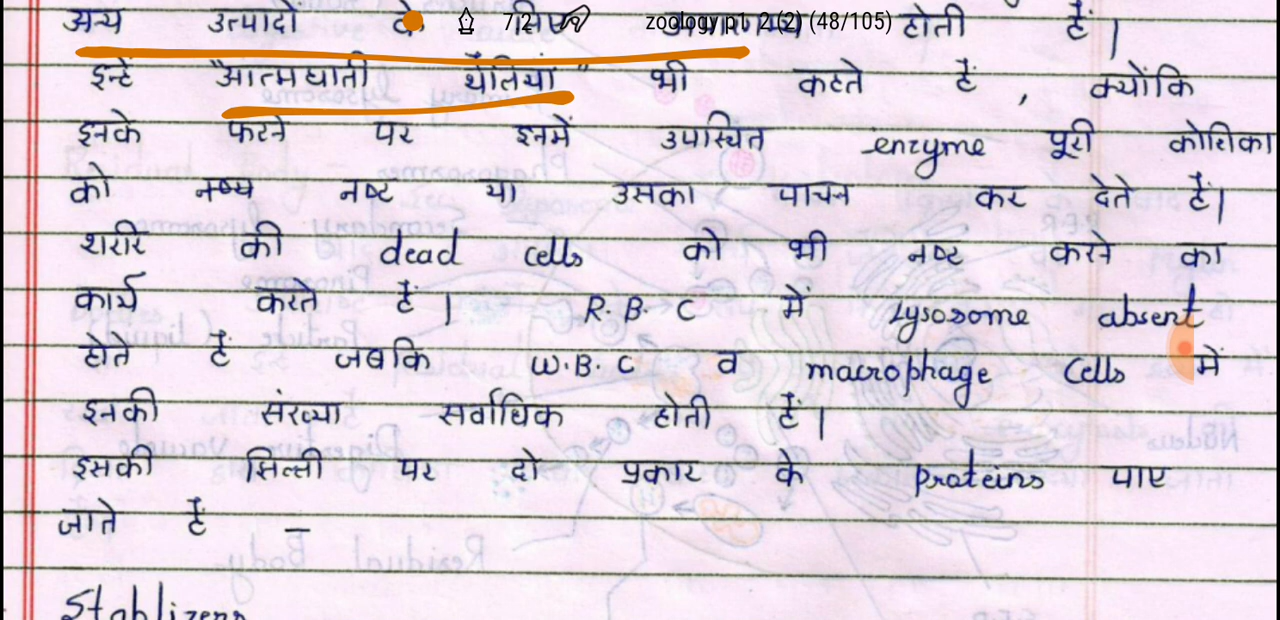 अन्य उत्पादो के 7/2 zoology p1 2(2) (48/105) होती हैं।
इन्हें "आत्मघाती थैलियां" भी कहते हैं, क्योंकि
इनके फटने पर इनमें उपस्थित enzyme पूरी कोशिका
को नष्ट या उसका पाचन कर देते हैं।
शरीर की dead cells को भी नष्ट करने का
कार्य करते हैं। R.B.C में lysosome absent
होते हैं जबकि W.B.C व macrophage cells में
इनकी संख्या सर्वाधिक होती हैं।
इसकी झिल्ली पर दो प्रकार के proteins पाए
जाते हैं –
Stablizers